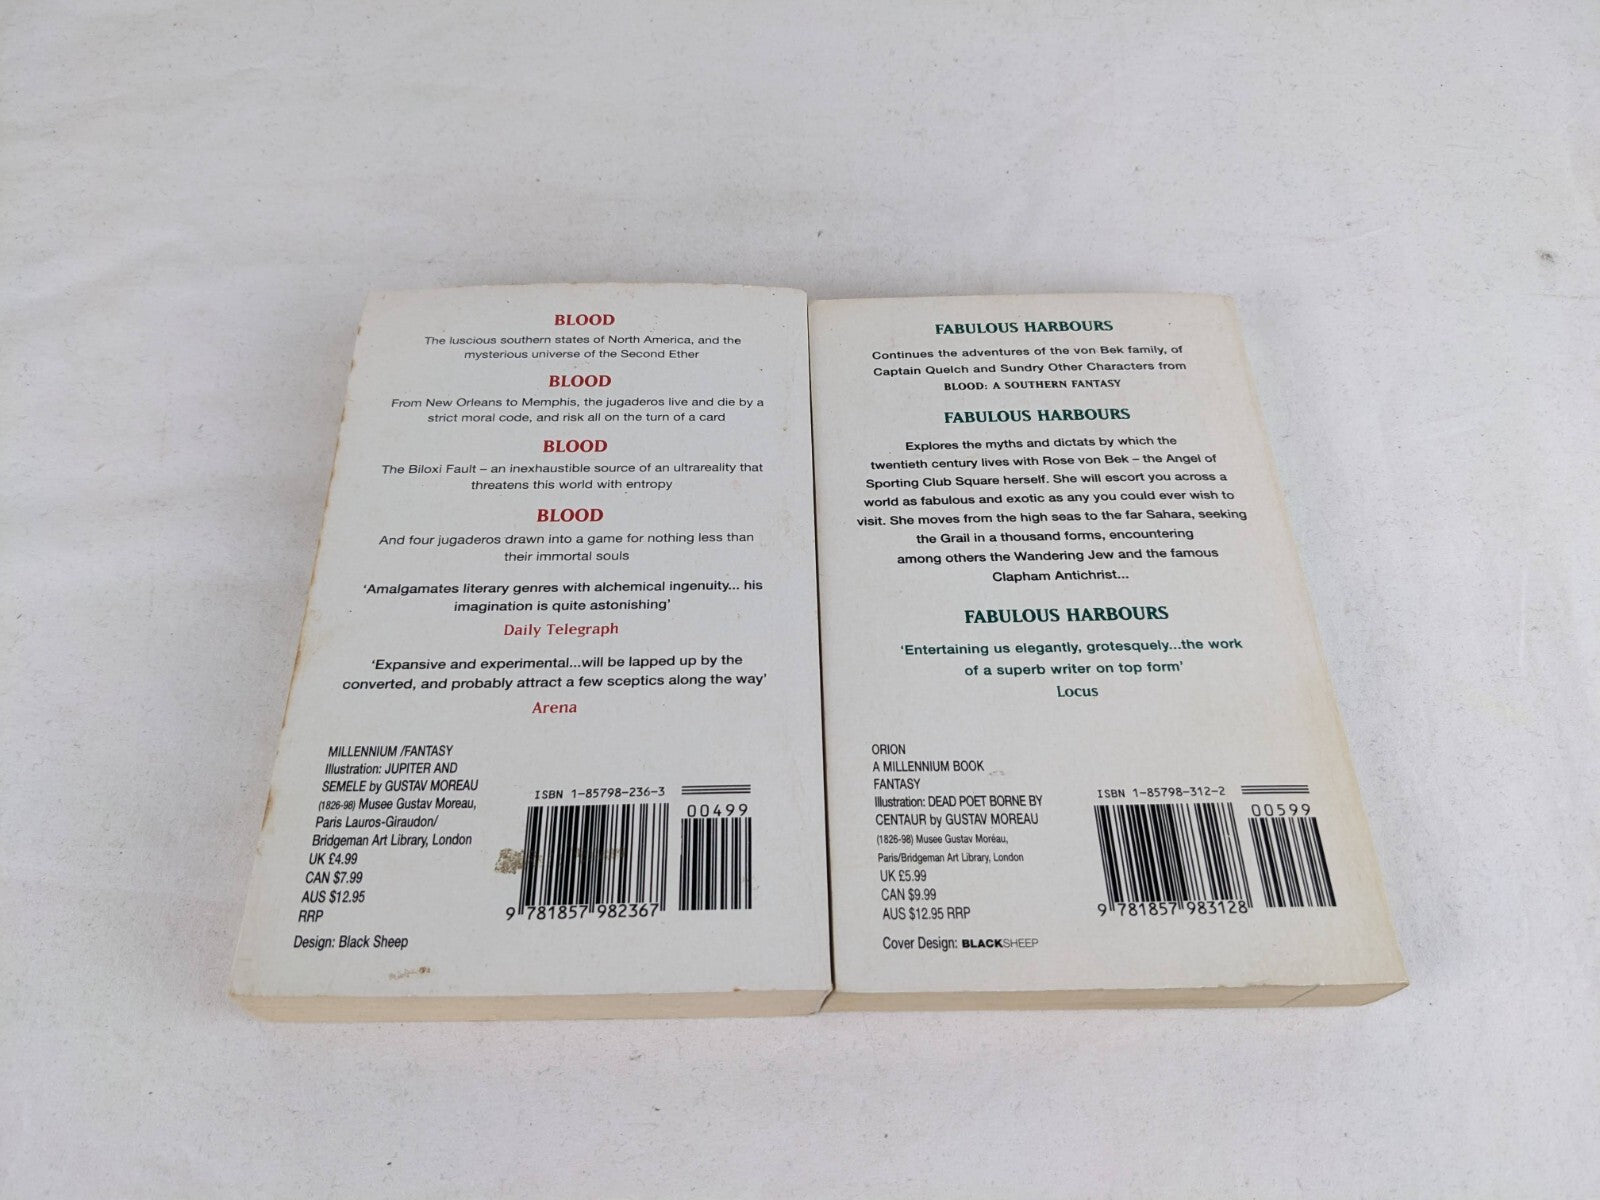 BLOOD
The luscious southern states of North America, and the
mysterious universe of the Second Ether
BLOOD
From New Orleans to Memphis, the jugaderos live and die by a
strict moral code, and risk all on the turn of a card
BLOOD
The Biloxi Fault – an inexhaustible source of an ultrareality that
threatens this world with entropy
BLOOD
And four jugaderos drawn into a game for nothing less than
their immortal souls
‘Amalgamates literary genres with alchemical ingenuity... his
imagination is quite astonishing’
Daily Telegraph
‘Expansive and experimental...will be lapped up by the
converted, and probably attract a few sceptics along the way’
Arena
MILLENNIUM /FANTASY
Illustration: JUPITER AND
SEMELE by GUSTAV MOREAU
(1826-98) Musee Gustav Moreau,
Paris Lauros-Giraudon/
Bridgeman Art Library, London
UK £4.99
CAN $7.99
AUS $12.95
RRP
Design: Black Sheep
ISBN 1-85798-236-3
00499
9 781857 982367
FABULOUS HARBOURS
Continues the adventures of the von Bek family, of
Captain Quelch and Sundry Other Characters from
BLOOD: A SOUTHERN FANTASY
FABULOUS HARBOURS
Explores the myths and dictats by which the
twentieth century lives with Rose von Bek – the Angel of
Sporting Club Square herself. She will escort you across a
world as fabulous and exotic as any you could ever wish to
visit. She moves from the high seas to the far Sahara, seeking
the Grail in a thousand forms, encountering
among others the Wandering Jew and the famous
Clapham Antichrist...
FABULOUS HARBOURS
‘Entertaining us elegantly, grotesquely...the work
of a superb writer on top form’
Locus
ORION
A MILLENNIUM BOOK
FANTASY
Illustration: DEAD POET BORNE BY
CENTAUR by GUSTAV MOREAU
(1826-98) Musee Gustav Moréau,
Paris/Bridgeman Art Library, London
UK £5.99
CAN $9.99
AUS $12.95 RRP
Cover Design: BLACKSHEEP
ISBN 1-85798-312-2
00599
9 781857 983128